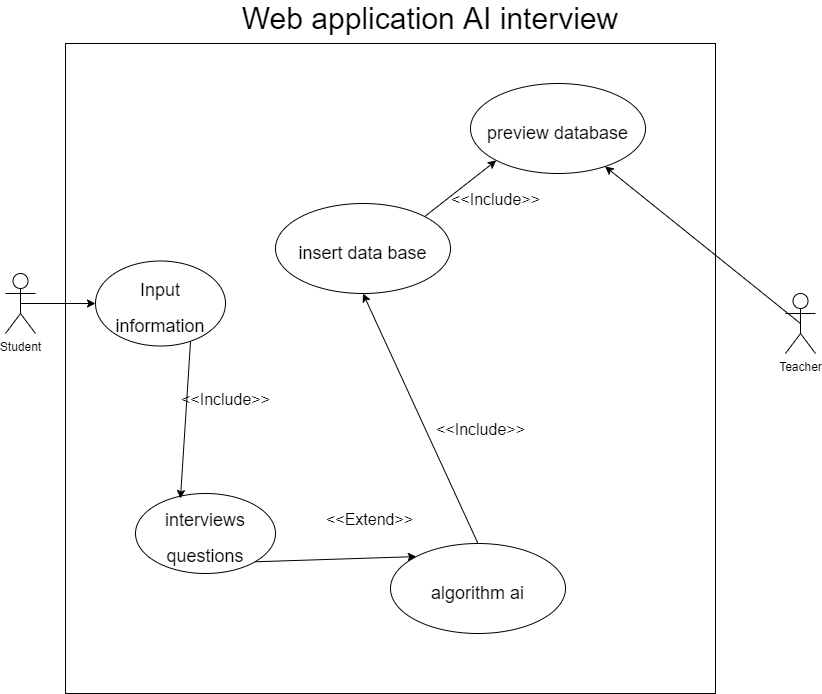 Web application AI interview
preview database
<<Include>>
insert data base
Input
information
Student
Teacher
<<Include>>
<<Include>>
interviews
questions
<<Extend>>
algorithm ai